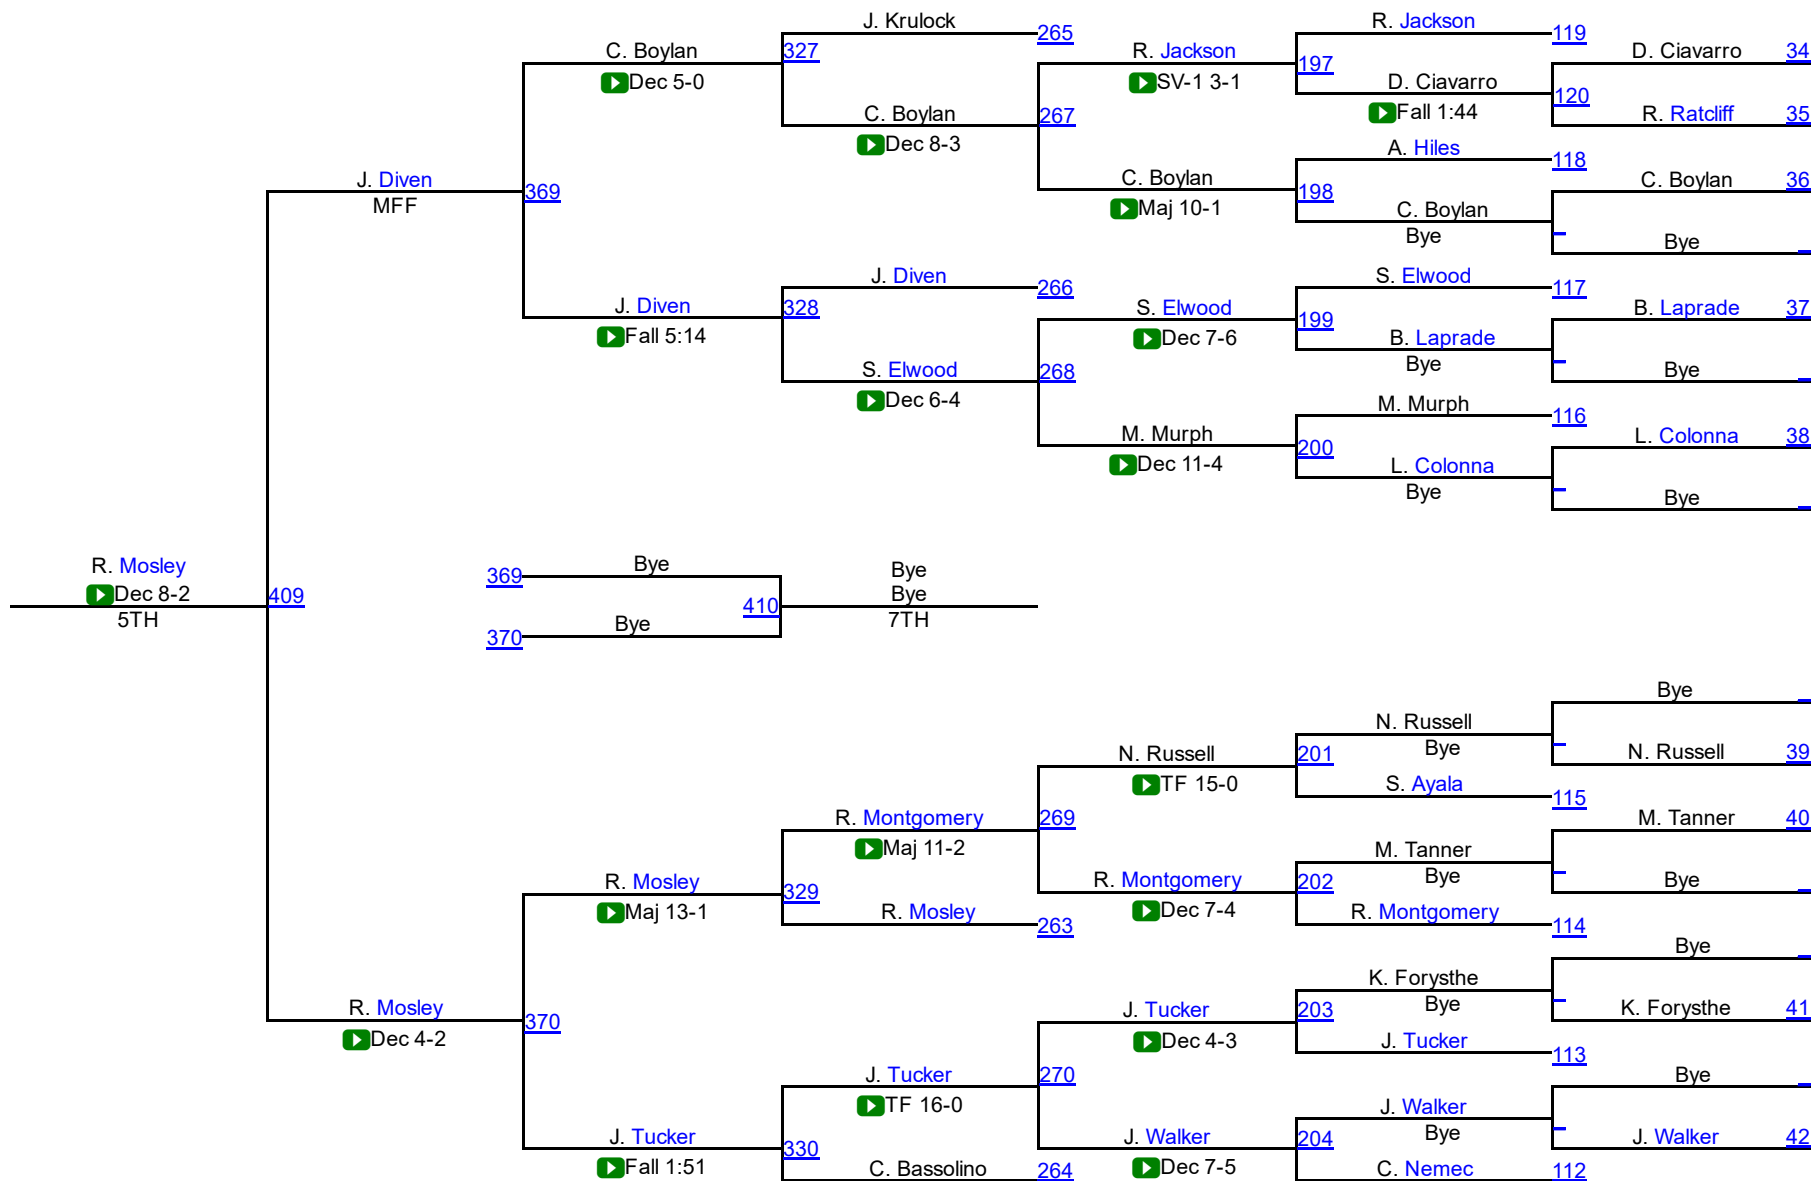 J. Krulock
R. Jackson
265
119
C. Boylan
327
R. Jackson
D. Ciavarro
34
Dec 5-0
SV-1 3-1
197
D. Ciavarro
Fall 1:44
120
C. Boylan
267
R. Ratcliff
35
Dec 8-3
A. Hiles
118
J. Diven
369
MFF
C. Boylan
198
Maj 10-1
C. Boylan
36
C. Boylan
Bye
Bye
J. Diven
266
S. Elwood
117
J. Diven
328
Fall 5:14
S. Elwood
199
Dec 7-6
B. Laprade
37
B. Laprade
Bye
S. Elwood
268
Dec 6-4
Bye
M. Murph
116
M. Murph
200
Dec 11-4
L. Colonna
38
L. Colonna
Bye
Bye
R. Mosley
Dec 8-2
409
5TH
369
Bye
410
Bye
Bye
7TH
370
Bye
Bye
N. Russell
Bye
N. Russell
201
TF 15-0
N. Russell
39
S. Ayala
115
R. Montgomery
269
Maj 11-2
M. Tanner
40
M. Tanner
Bye
R. Mosley
329
Maj 13-1
R. Montgomery
202
Dec 7-4
Bye
R. Mosley
263
R. Montgomery
114
Bye
K. Forysthe
Bye
R. Mosley
370
Dec 4-2
J. Tucker
203
Dec 4-3
K. Forysthe
41
J. Tucker
113
J. Tucker
270
TF 16-0
Bye
J. Walker
Bye
J. Tucker
330
Fall 1:51
J. Walker
204
Dec 7-5
J. Walker
42
C. Bassolino
264
C. Nemec
112